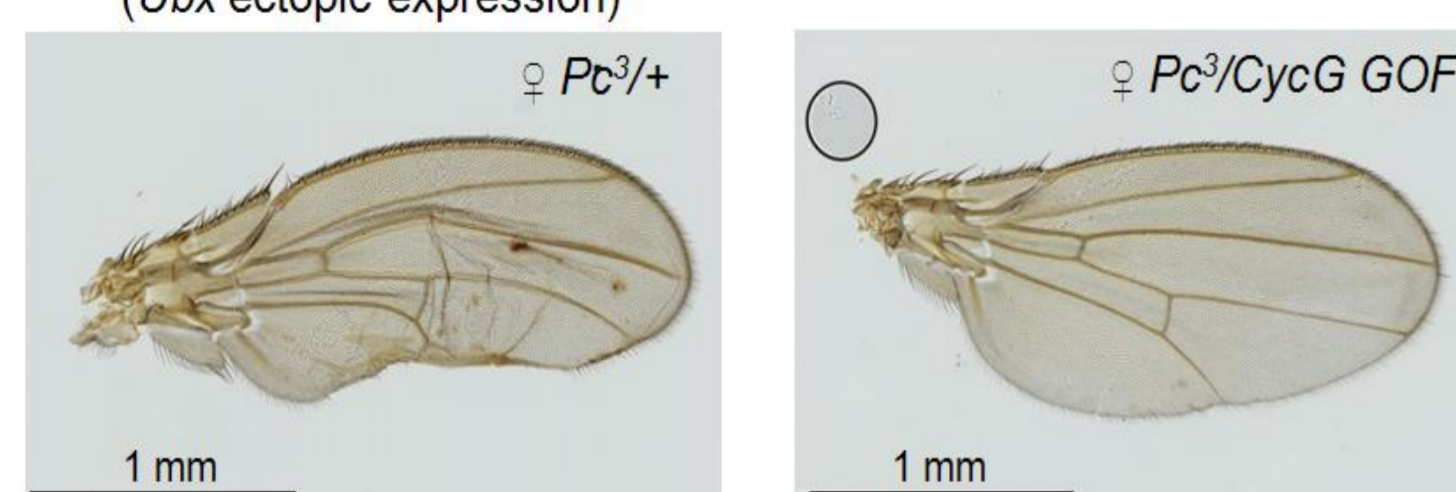 (Ubx ectopic expression)
♀ Pc³/+
♀ Pc³/CycG GOF
1 mm
1 mm